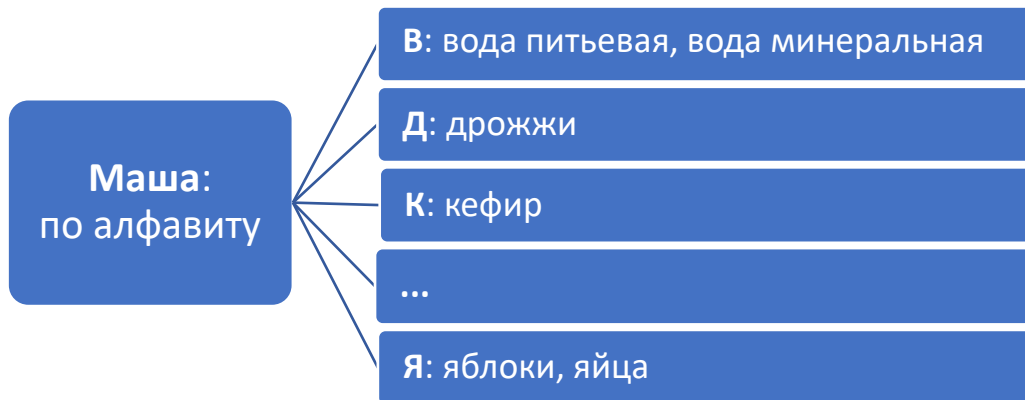 Маша:
по алфавиту
В: вода питьевая, вода минеральная
Д: дрожжи
К: кефир
...
Я: яблоки, яйца